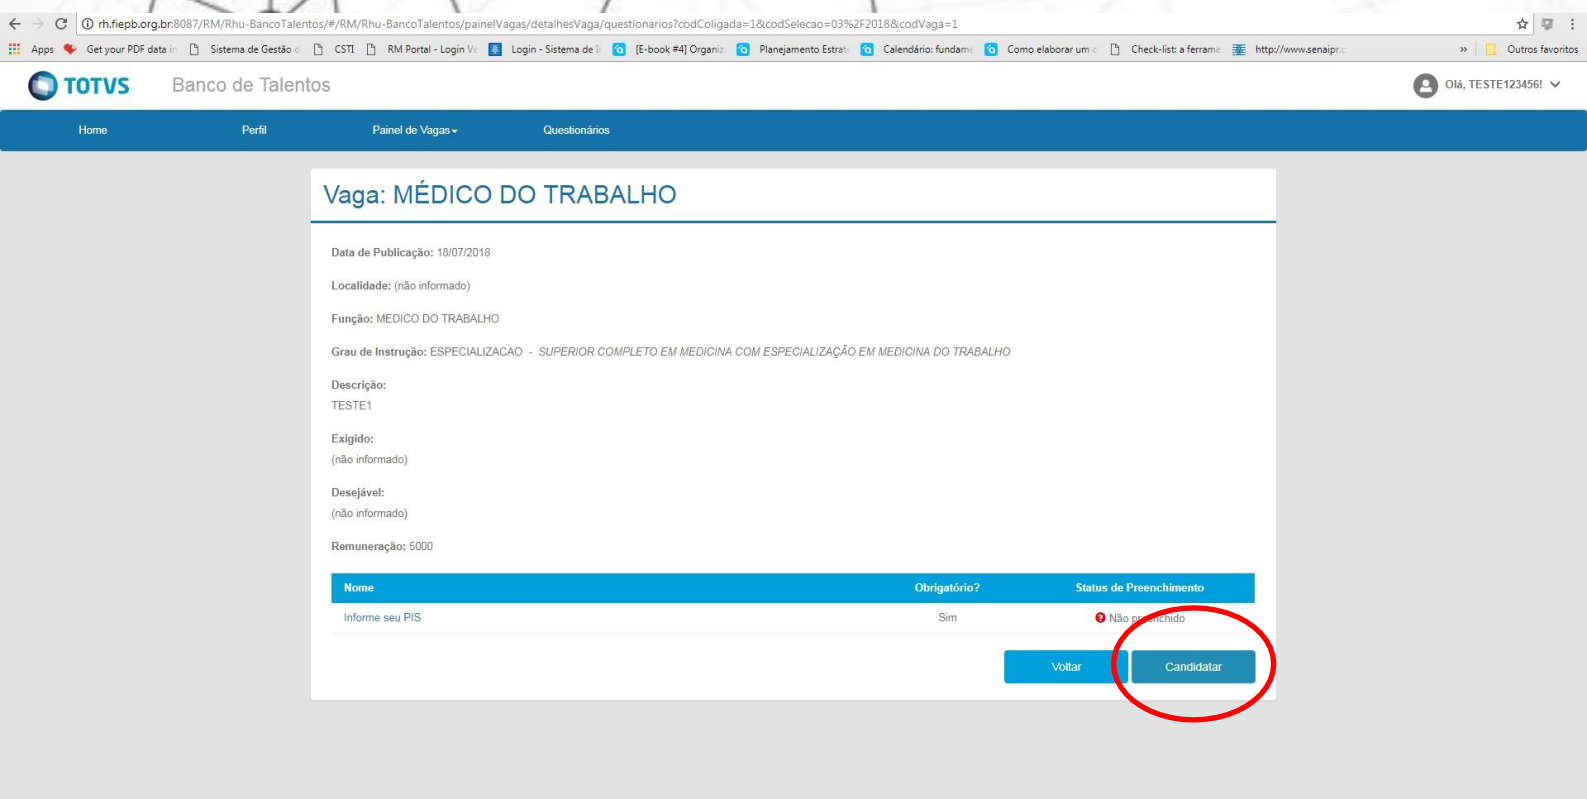 rh.fiepb.org.br:8087/RM/Rhu-BancoTalentos/#/RM/Rhu-BancoTalentos/painelVagas/detalhesVaga/questionarios?codColigada=1&codSelecao=03%2F2018&codVaga=1
Apps Get your PDF data in Sistema de Gestão d CSTI RM Portal - Login Ve Login - Sistema de I [E-book #4] Organiz Planejamento Estrat Calendário: fundame Como elaborar um c Check-list: a ferrame http://www.senaipr.c » Outros favoritos
TOTVS Banco de Talentos Olá, TESTE123456!
Home Perfil Painel de Vagas Questionários
Vaga: MÉDICO DO TRABALHO
Data de Publicação: 18/07/2018
Localidade: (não informado)
Função: MEDICO DO TRABALHO
Grau de Instrução: ESPECIALIZACAO - SUPERIOR COMPLETO EM MEDICINA COM ESPECIALIZAÇÃO EM MEDICINA DO TRABALHO
Descrição:
TESTE1
Exigido:
(não informado)
Desejável:
(não informado)
Remuneração: 5000
Nome Obrigatório? Status de Preenchimento
Informe seu PIS Sim Não preenchido
Voltar Candidatar